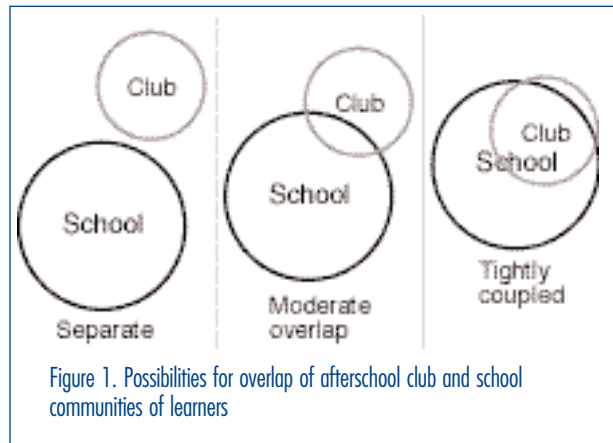 Club
School
Separate
Club
School
Moderate
overlap
Club
School
Tightly
coupled
Figure 1. Possibilities for overlap of afterschool club and school
communities of learners